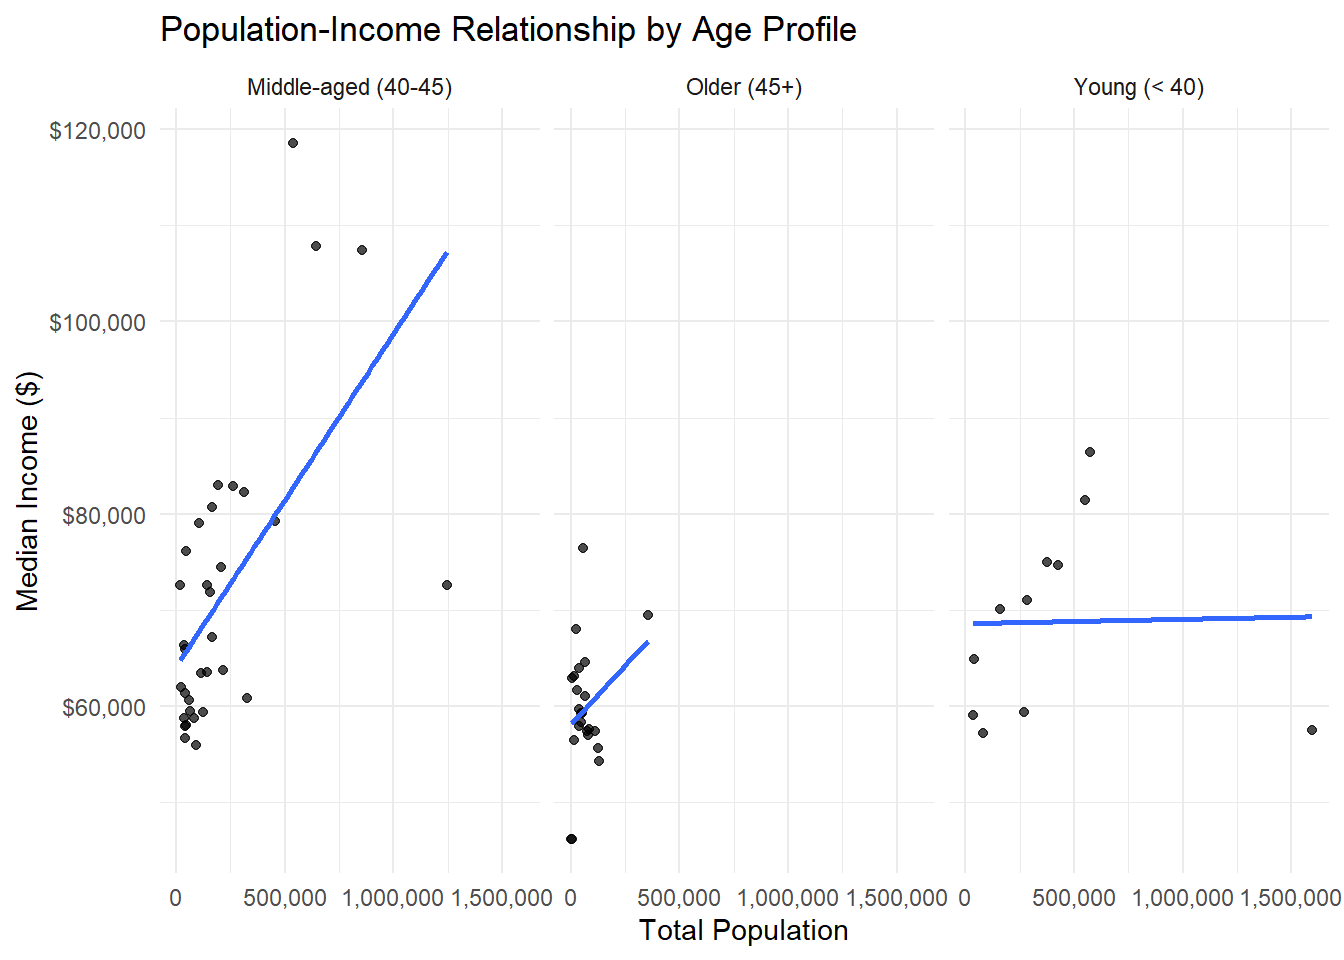 Population-Income Relationship by Age Profile
Middle-aged (40-45)
Older (45+)
Young (< 40)
Median Income ($)
$120,000
$100,000
$80,000
$60,000
0 500,000 1,000,000 1,500,000
0 500,000 1,000,000 1,500,000
0 500,000 1,000,000 1,500,000
Total Population